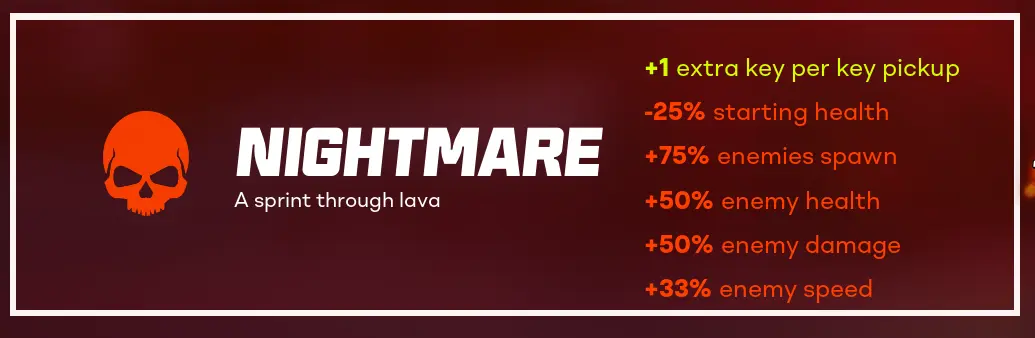 NIGHTMARE
A sprint through lava
+1 extra key per key pickup
-25% starting health
+75% enemies spawn
+50% enemy health
+50% enemy damage
+33% enemy speed